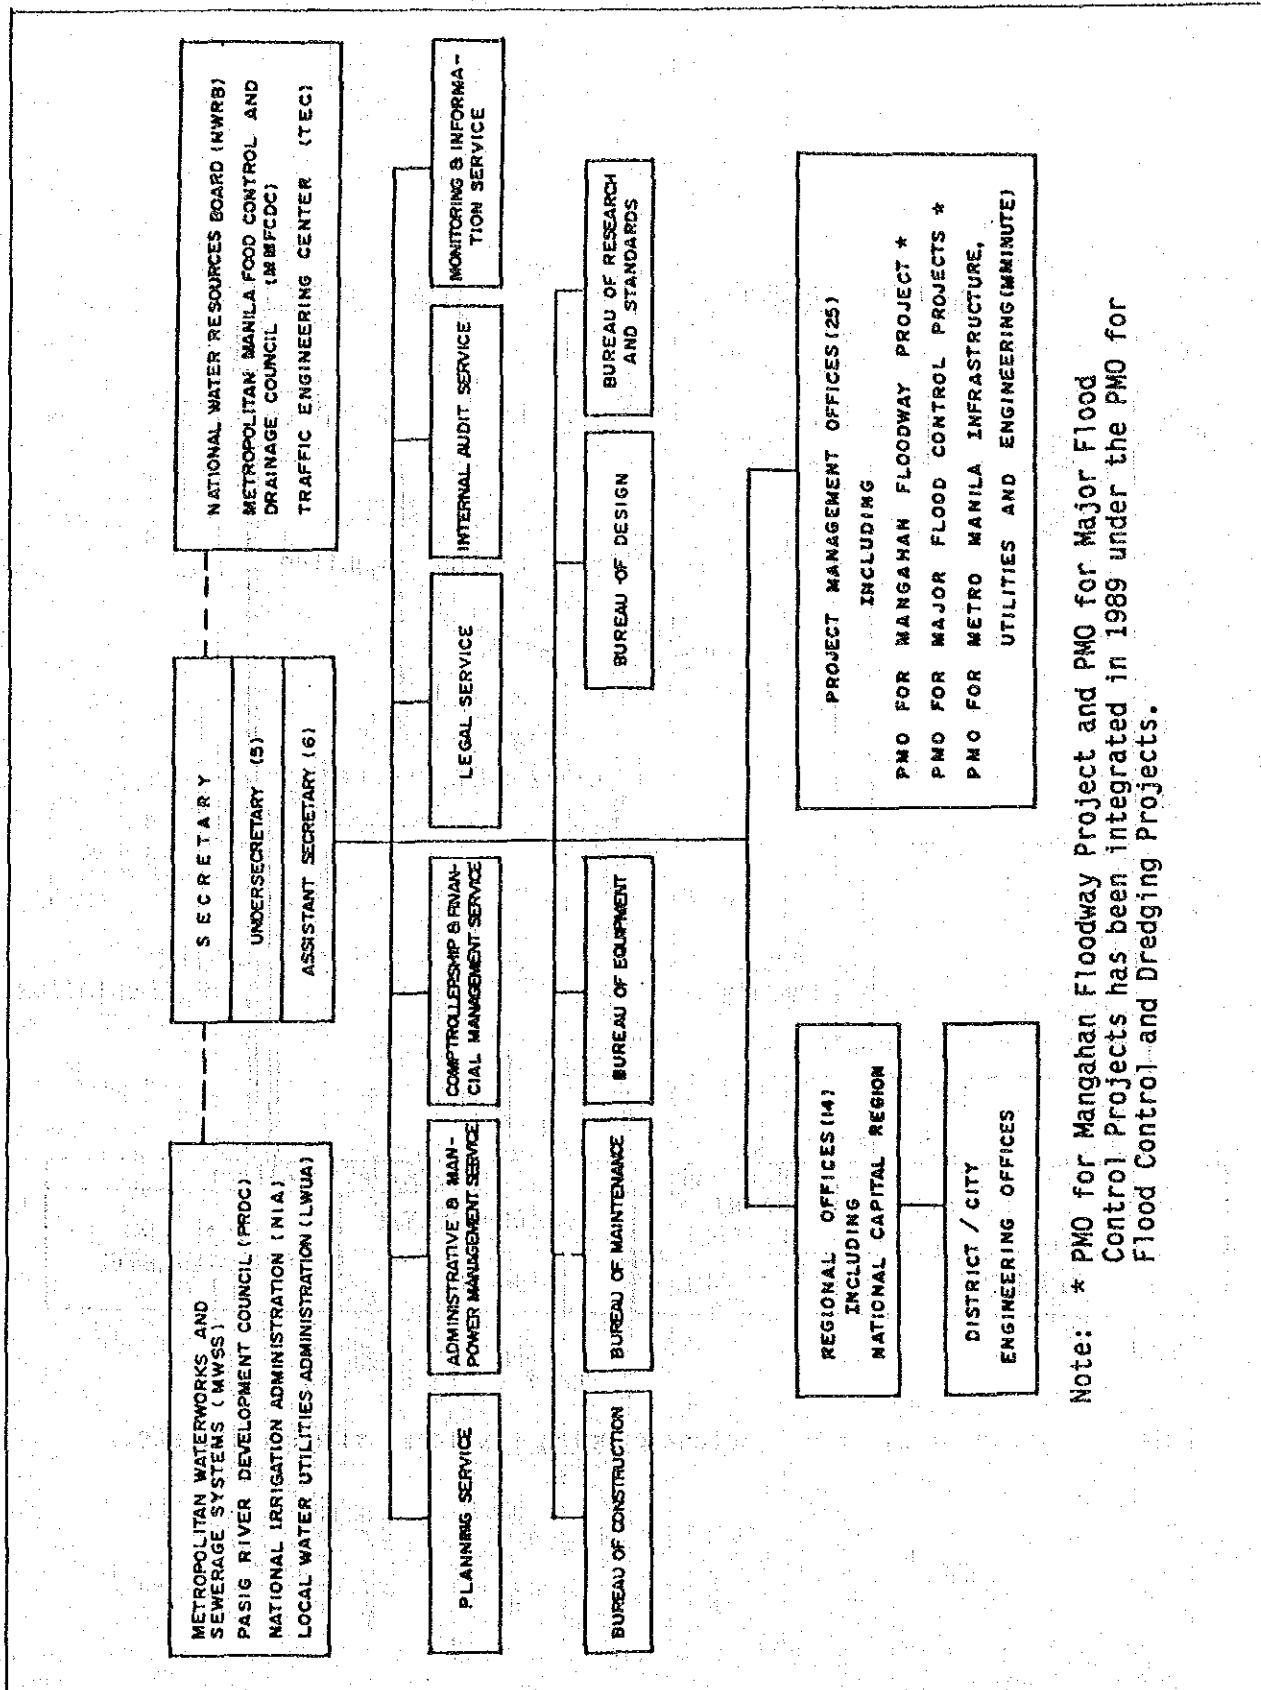 METROPOLITAN WATERWORKS AND
SEWERAGE SYSTEMS (MWSS)
PASIG RIVER DEVELOPMENT COUNCIL (PRDC)
NATIONAL IRRIGATION ADMINISTRATION (NIA)
LOCAL WATER UTILITIES ADMINISTRATION (LWUA)
SECRETARY
UNDERSECRETARY (5)
ASSISTANT SECRETARY (6)
NATIONAL WATER RESOURCES BOARD (NWRB)
METROPOLITAN MANILA FOOD CONTROL AND
DRAINAGE COUNCIL (MMFCDC)
TRAFFIC ENGINEERING CENTER (TEC)
PLANNING SERVICE
ADMINISTRATIVE & MAN-
POWER MANAGEMENT SERVICE
COMPTROLLERSHIP & FINAN-
CIAL MANAGEMENT SERVICE
LEGAL SERVICE
INTERNAL AUDIT SERVICE
MONITORING & INFORMA-
TION SERVICE
BUREAU OF CONSTRUCTION
BUREAU OF MAINTENANCE
BUREAU OF EQUIPMENT
BUREAU OF DESIGN
BUREAU OF RESEARCH
AND STANDARDS
REGIONAL OFFICES (14)
INCLUDING
NATIONAL CAPITAL REGION
DISTRICT / CITY
ENGINEERING OFFICES
PROJECT MANAGEMENT OFFICES (25)
INCLUDING
PMO FOR MANGAHAN FLOODWAY PROJECT *
PMO FOR MAJOR FLOOD CONTROL PROJECTS *
PMO FOR METRO MANILA INFRASTRUCTURE,
UTILITIES AND ENGINEERING (MMINUTE)
Note: * PMO for Mangahan Floodway Project and PMO for Major Flood
Control Projects has been integrated in 1989 under the PMO for
Flood Control and Dredging Projects.